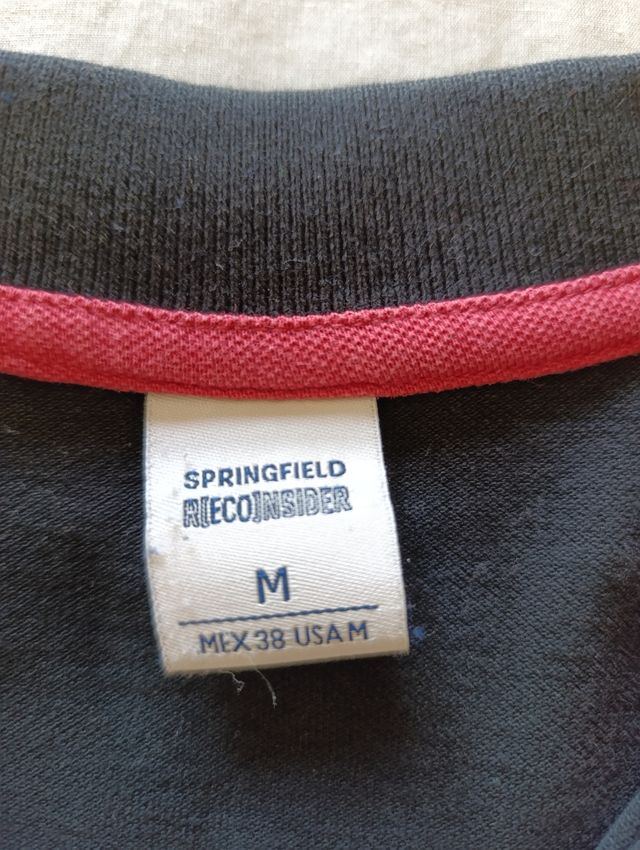 SPRINGFIELD
R[ECO]NSIDER
M
MEX 38 USA M